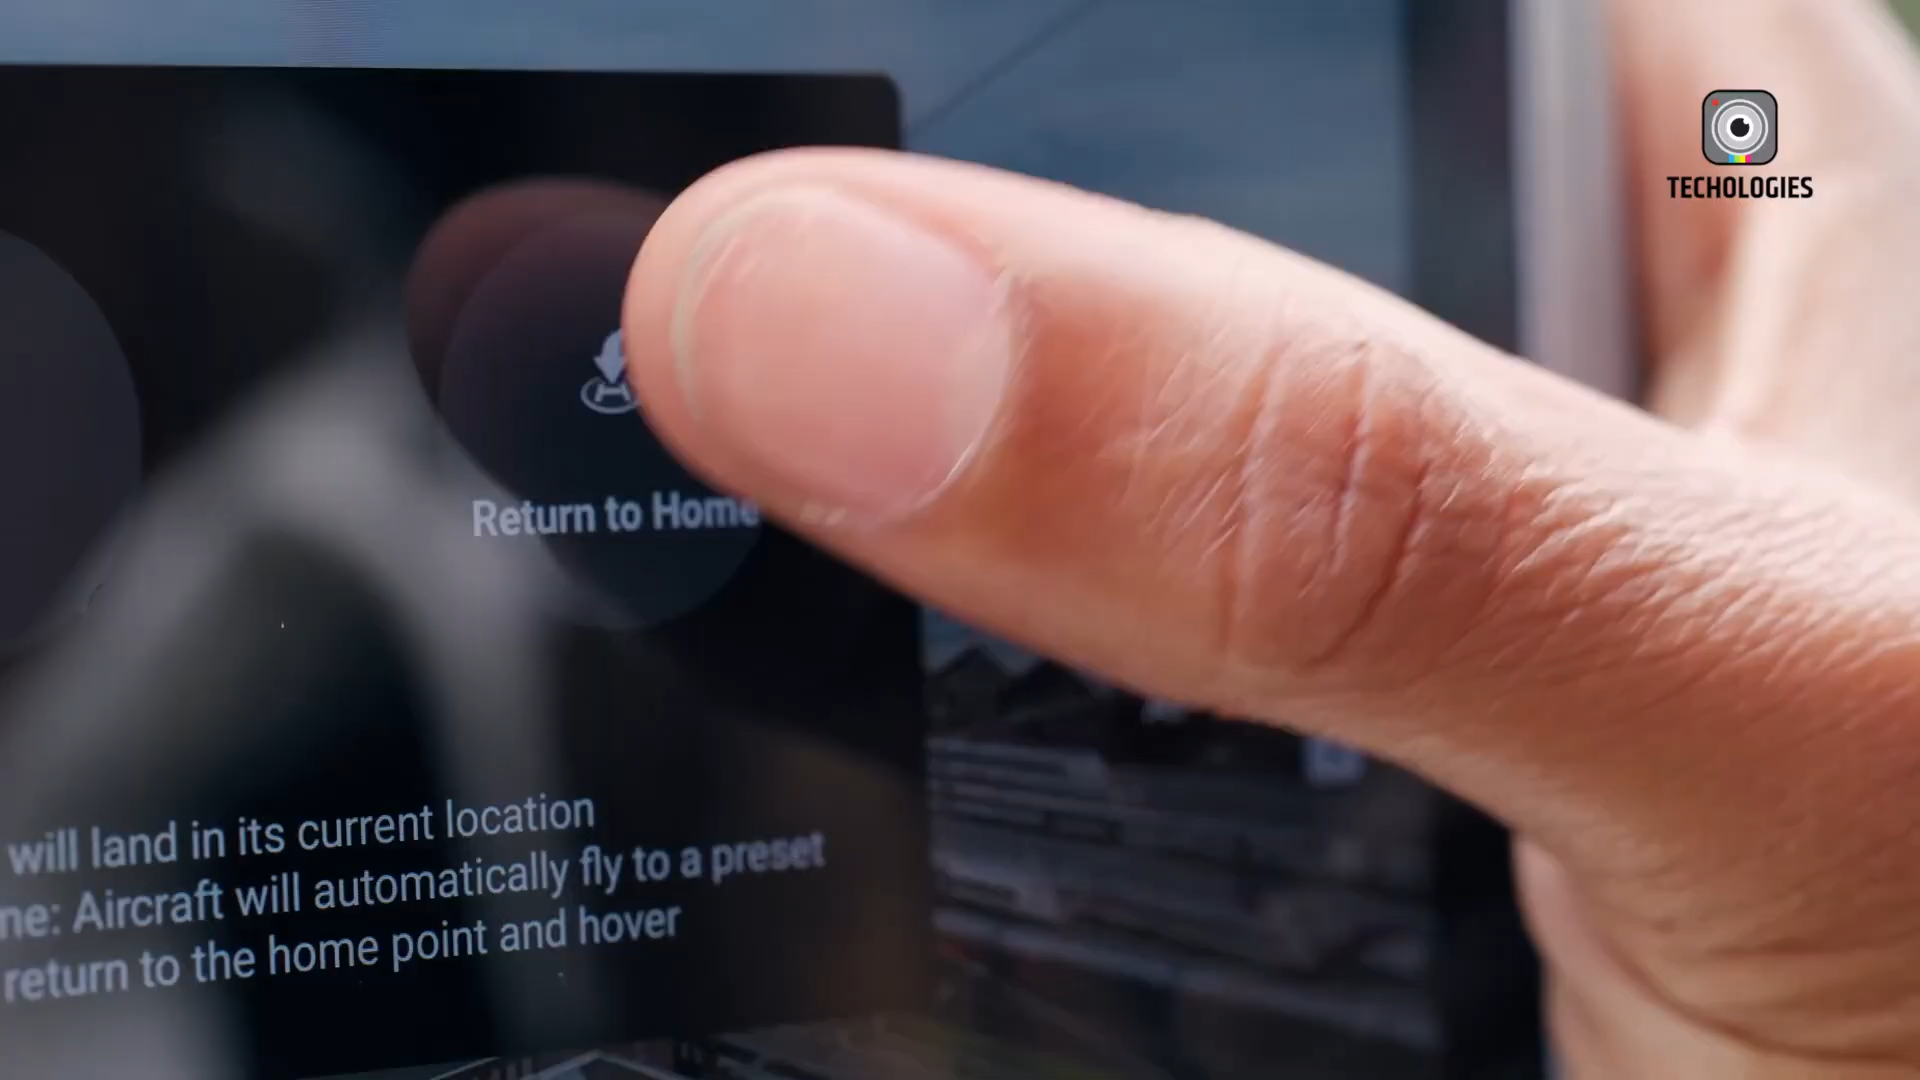 TECHOLOGIES
Return to Home
will land in its current location
ne: Aircraft will automatically fly to a preset
return to the home point and hover